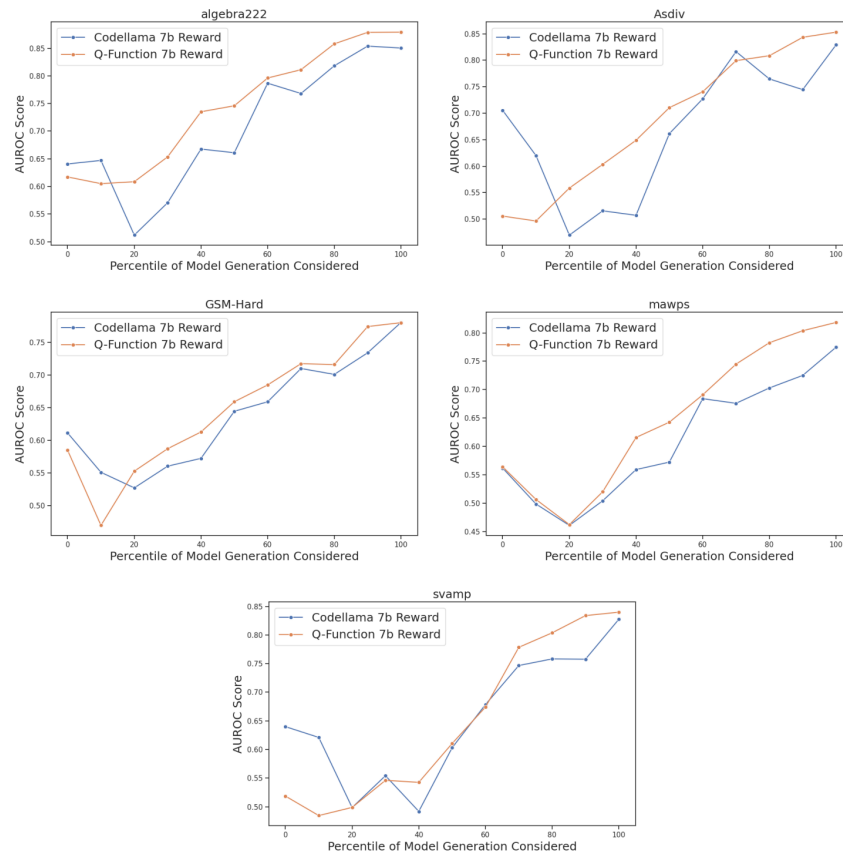 algebra222
Codellama 7b Reward
Q-Function 7b Reward
0.85
0.80
0.75
0.70
0.65
0.60
0.55
0.50
AUROC Score
0 20 40 60 80 100
Percentile of Model Generation Considered
Asdiv
Codellama 7b Reward
Q-Function 7b Reward
0.85
0.80
0.75
0.70
0.65
0.60
0.55
0.50
AUROC Score
0 20 40 60 80 100
Percentile of Model Generation Considered
GSM-Hard
Codellama 7b Reward
Q-Function 7b Reward
0.75
0.70
0.65
0.60
0.55
0.50
AUROC Score
0 20 40 60 80 100
Percentile of Model Generation Considered
mawps
Codellama 7b Reward
Q-Function 7b Reward
0.80
0.75
0.70
0.65
0.60
0.55
0.50
0.45
AUROC Score
0 20 40 60 80 100
Percentile of Model Generation Considered
svamp
Codellama 7b Reward
Q-Function 7b Reward
0.85
0.80
0.75
0.70
0.65
0.60
0.55
0.50
AUROC Score
0 20 40 60 80 100
Percentile of Model Generation Considered